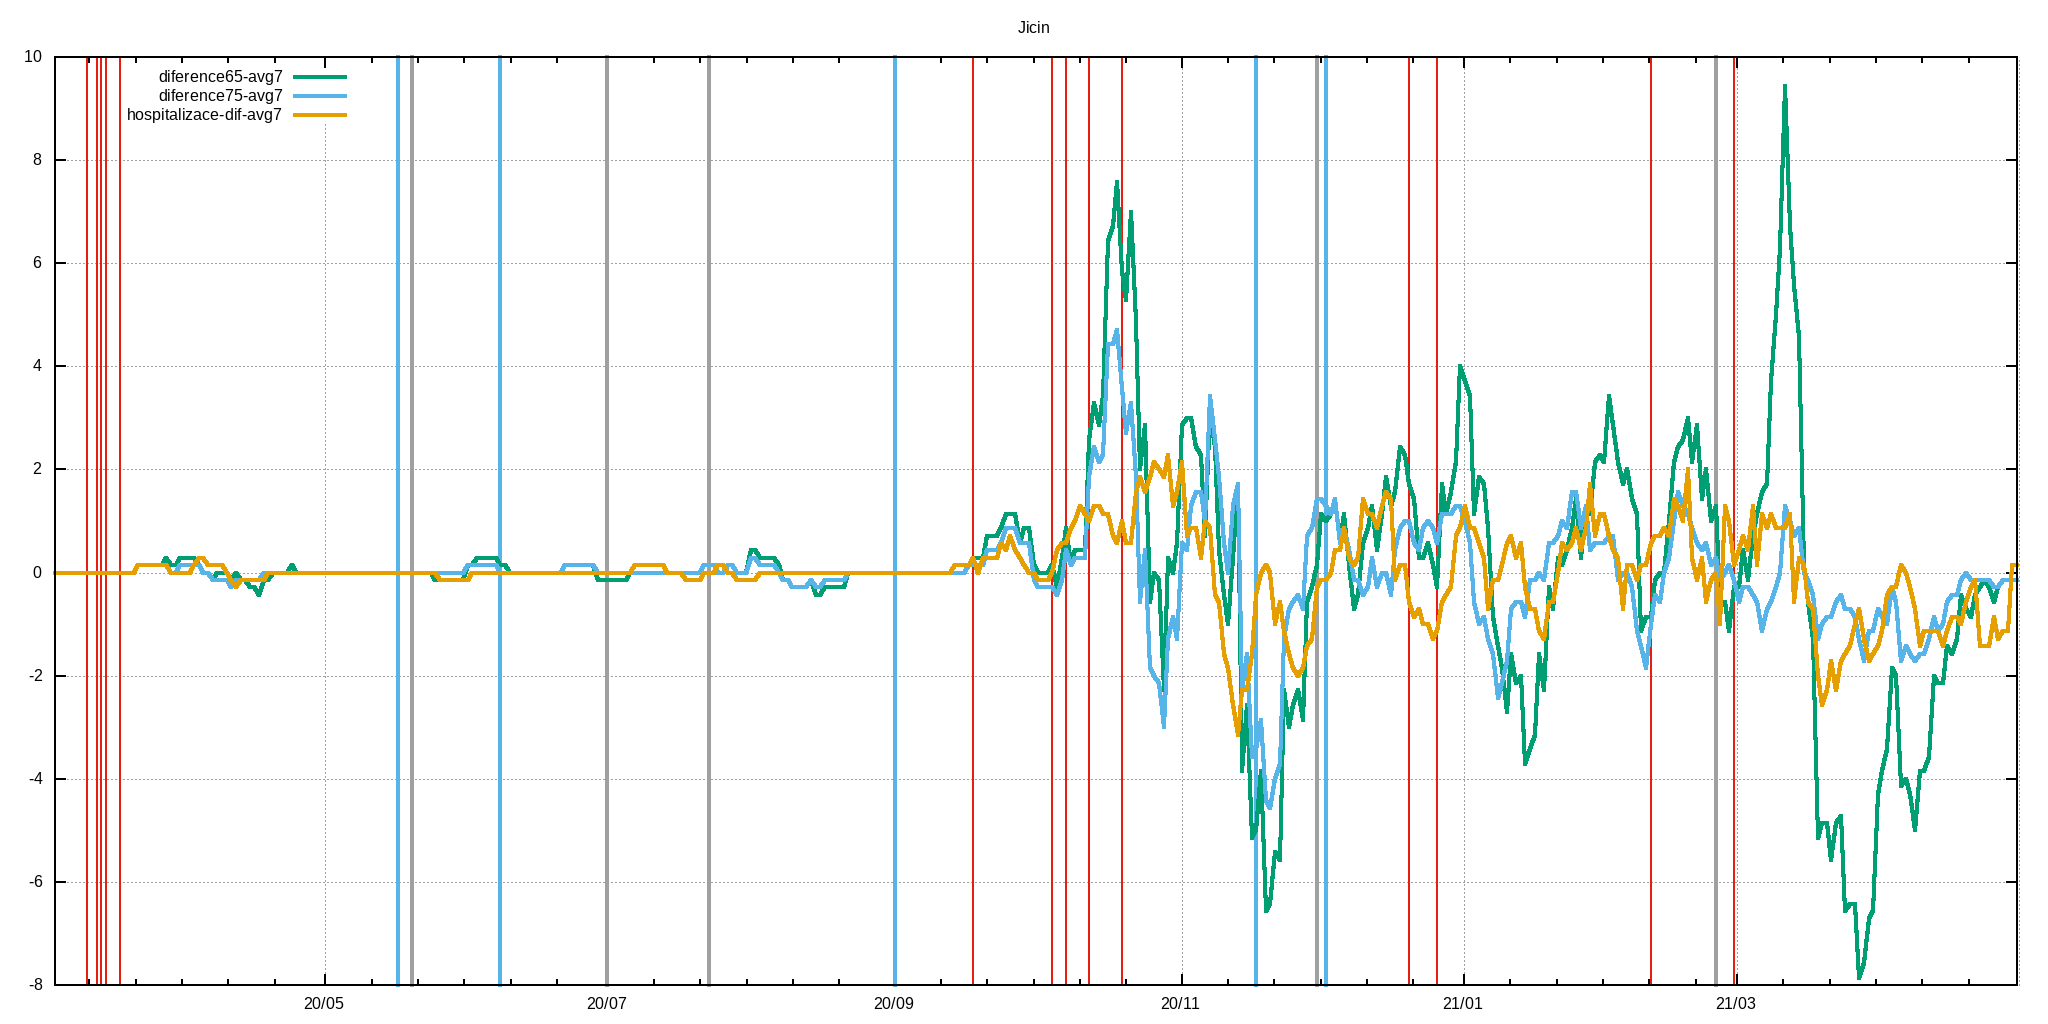 Jicin
10
diference65-avg7
diference75-avg7
hospitalizace-dif-avg7
8
6
4
2
0
-2
-4
-6
-8
20/05 20/07 20/09 20/11 21/01 21/03